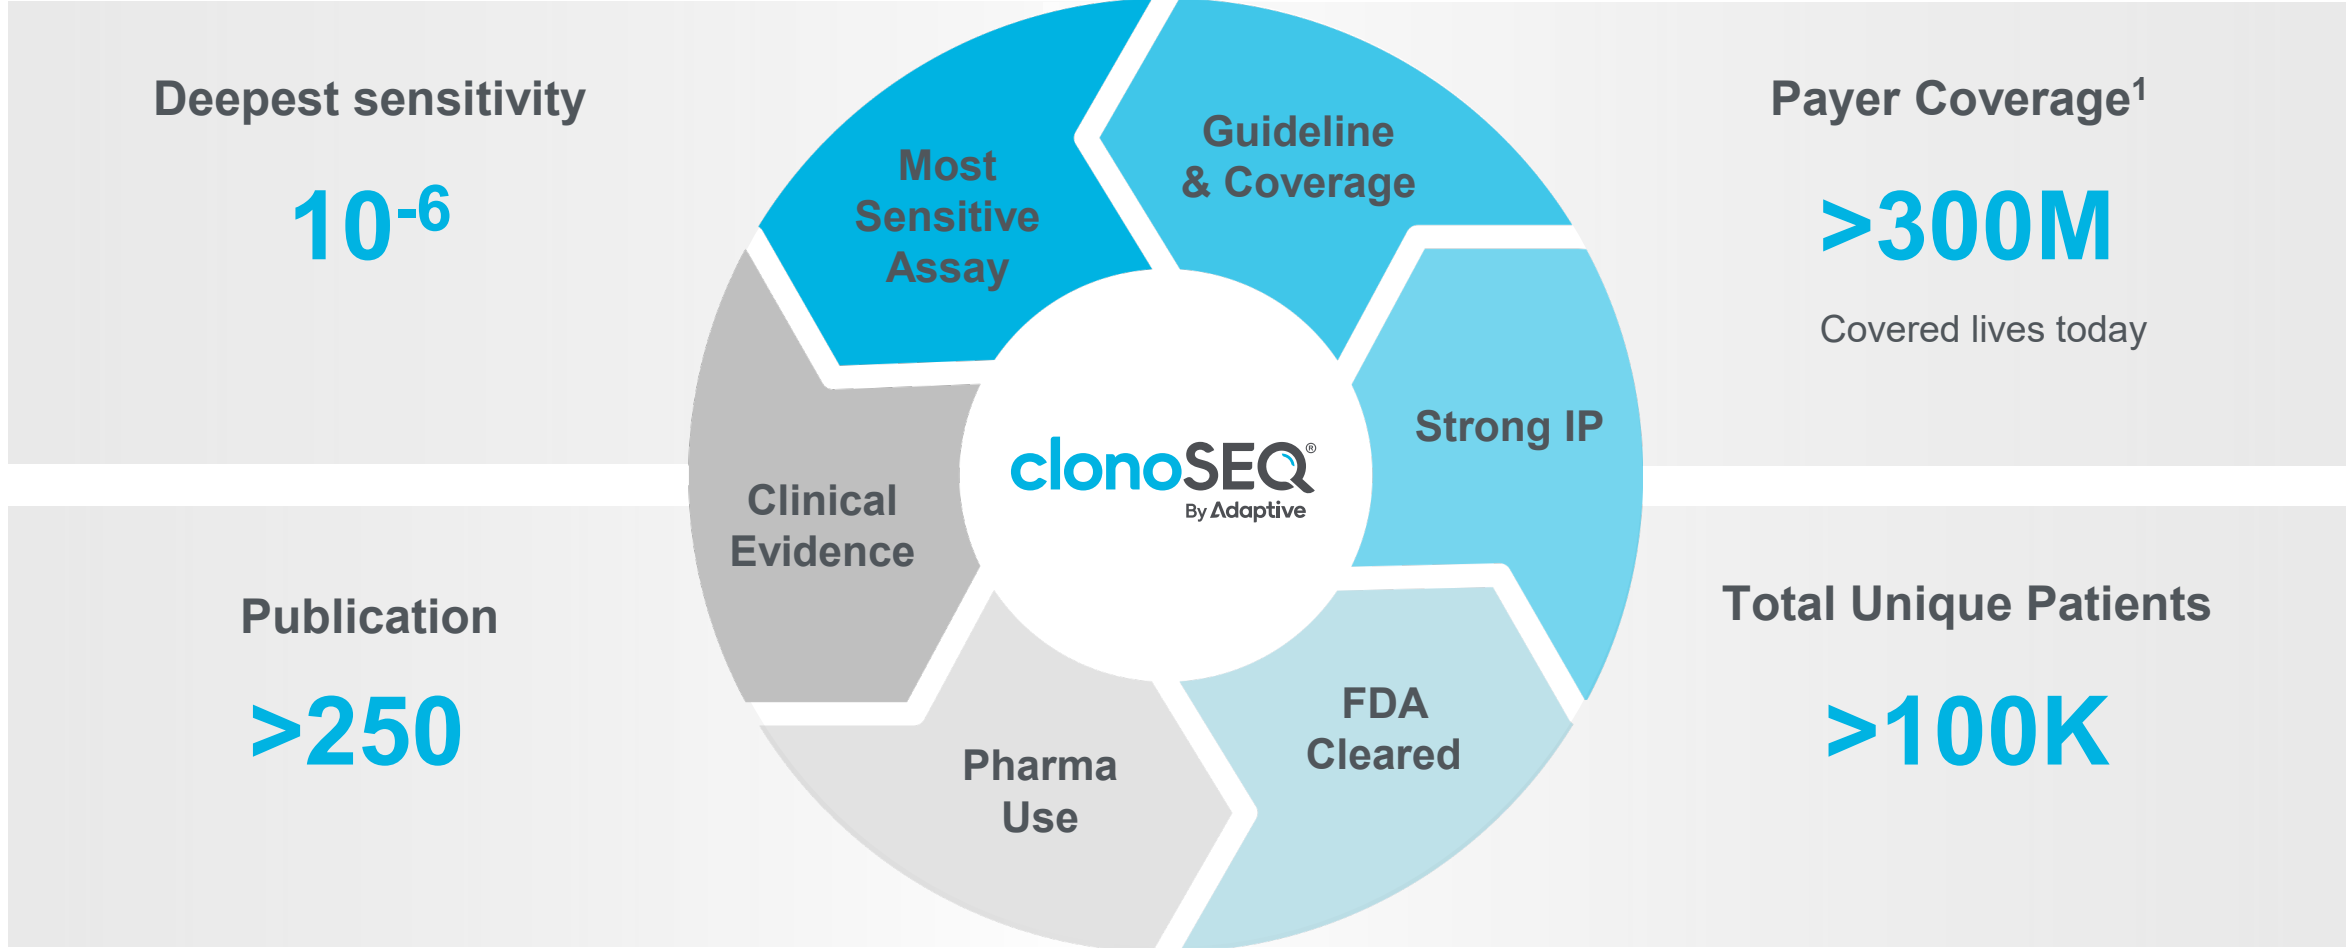 Deepest sensitivity
10⁻⁶
Publication
>250
Most
Sensitive
Assay
Guideline
& Coverage
Strong IP
FDA
Cleared
Pharma
Use
Clinical
Evidence
clonoSEQ®
By Adaptive
Payer Coverage¹
>300M
Covered lives today
Total Unique Patients
>100K